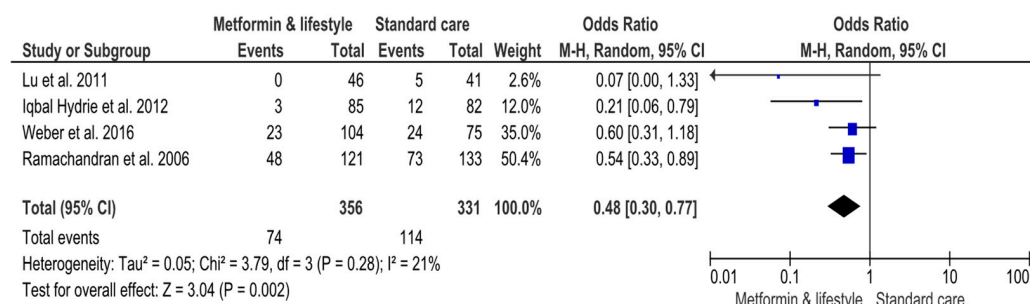 Metformin & lifestyle Standard care Odds Ratio Odds Ratio
Study or Subgroup Events Total Events Total Weight M-H, Random, 95% CI M-H, Random, 95% CI
Lu et al. 2011 0 46 5 41 2.6% 0.07 [0.00, 1.33]
Iqbal Hydrie et al. 2012 3 85 12 82 12.0% 0.21 [0.06, 0.79]
Weber et al. 2016 23 104 24 75 35.0% 0.60 [0.31, 1.18]
Ramachandran et al. 2006 48 121 73 133 50.4% 0.54 [0.33, 0.89]
Total (95% CI) 356 331 100.0% 0.48 [0.30, 0.77]
Total events 74 114
Heterogeneity: Tau² = 0.05; Chi² = 3.79, df = 3 (P = 0.28); I² = 21%
Test for overall effect: Z = 3.04 (P = 0.002)
0.01 0.1 1 10 100
Metformin & lifestyle Standard care